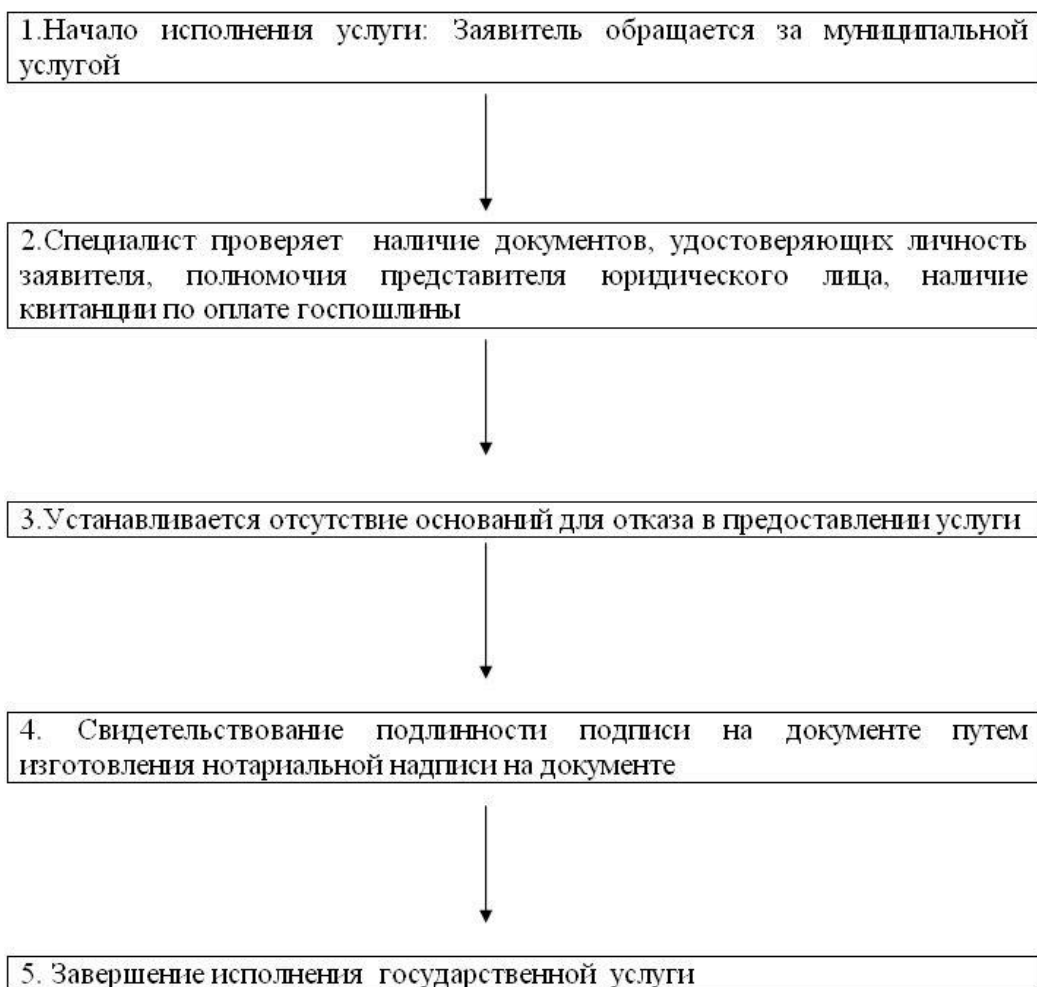 1.Начало исполнения услуги: Заявитель обращается за муниципальной
услугой
2.Специалист проверяет наличие документов, удостоверяющих личность
заявителя, полномочия представителя юридического лица, наличие
квитанции по оплате госпошлины
3.Устанавливается отсутствие оснований для отказа в предоставлении услуги
4. Свидетельствование подлинности подписи на документе путем
изготовления нотариальной надписи на документе
5. Завершение исполнения государственной услуги